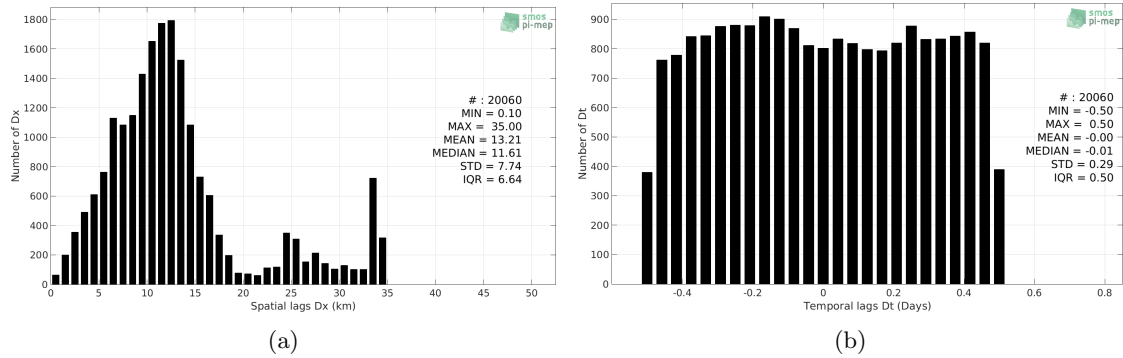 1800
1600
1400
1200
1000
800
600
400
200
0
Number of Dx
smos
pi-mep
# : 20060
MIN = 0.10
MAX = 35.00
MEAN = 13.21
MEDIAN = 11.61
STD = 7.74
IQR = 6.64
0 5 10 15 20 25 30 35 40 45 50
Spatial lags Dx (km)
(a)
900
800
700
600
500
400
300
200
100
0
Number of Dt
smos
pi-mep
# : 20060
MIN = -0.50
MAX = 0.50
MEAN = -0.00
MEDIAN = -0.01
STD = 0.29
IQR = 0.50
-0.4 -0.2 0 0.2 0.4 0.6 0.8
Temporal lags Dt (Days)
(b)